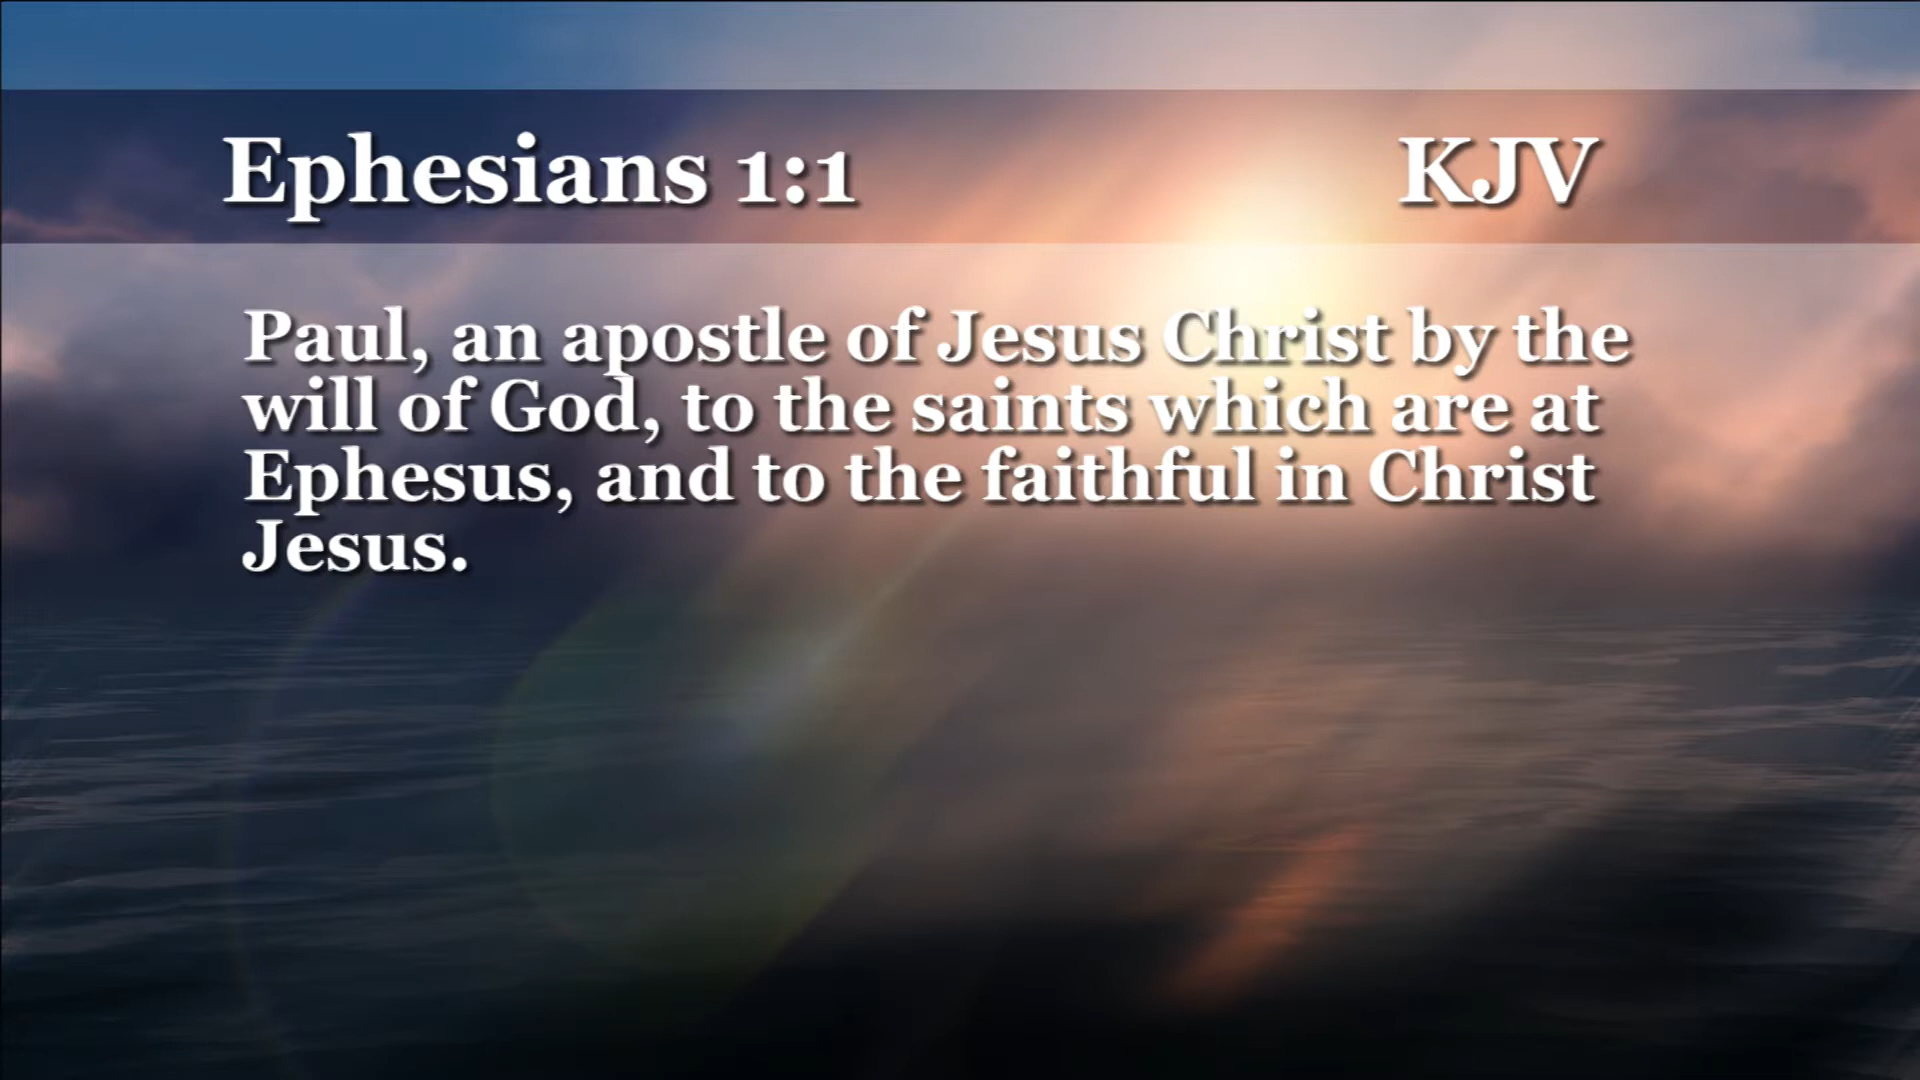 Ephesians 1:1 KJV
Paul, an apostle of Jesus Christ by the
will of God, to the saints which are at
Ephesus, and to the faithful in Christ
Jesus.